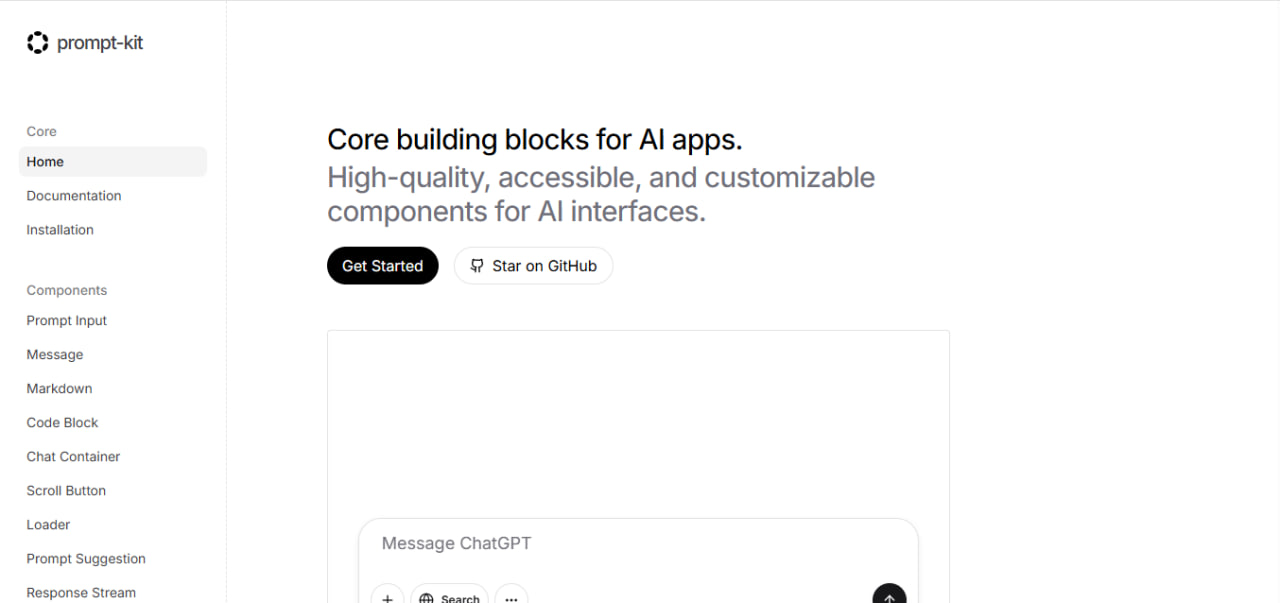 prompt-kit
Core
Home
Documentation
Installation
Components
Prompt Input
Message
Markdown
Code Block
Chat Container
Scroll Button
Loader
Prompt Suggestion
Response Stream
Core building blocks for AI apps.
High-quality, accessible, and customizable
components for AI interfaces.
Get Started
Star on GitHub
Message ChatGPT
Search